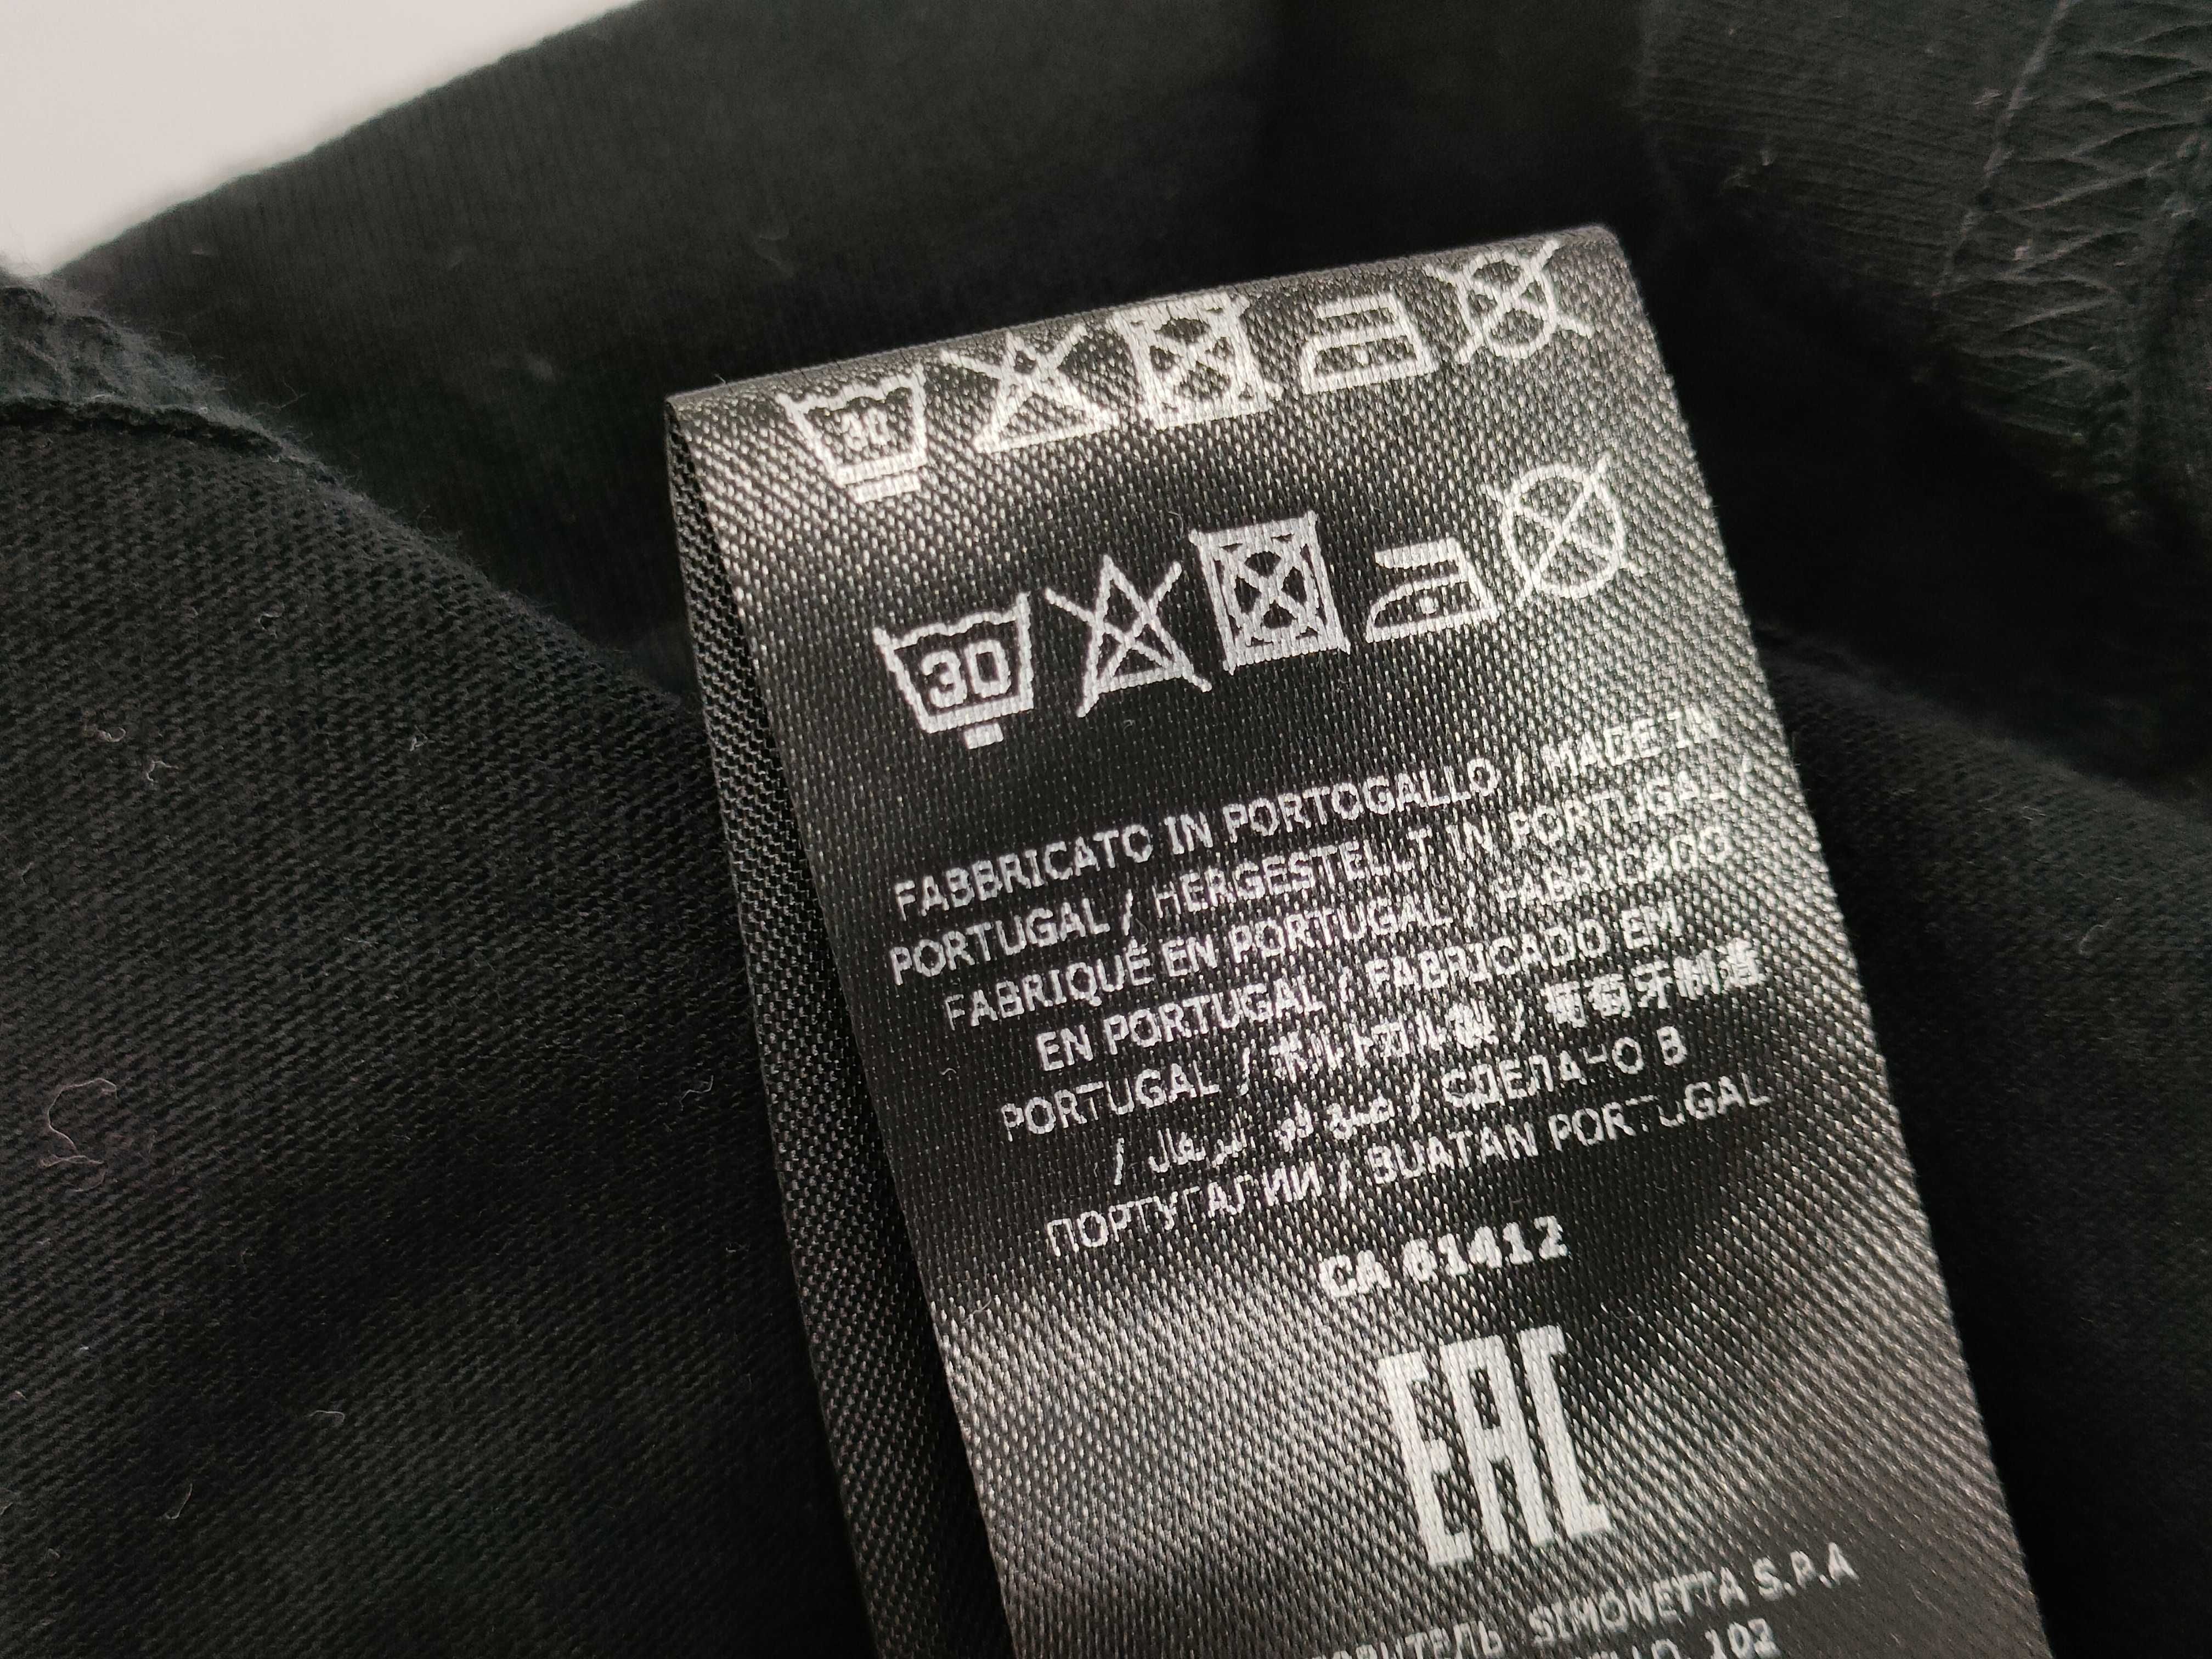 30
30
FABBRICATO IN PORTOGALLO / MADE IN
PORTUGAL / HERGESTELLT IN PORTUGAL /
FABRIQUÉ EN PORTUGAL / FABRICADO
EN PORTUGAL / FABRICADO EM
PORTUGAL / ポルトガル製 / 葡萄牙制造
/ صنع في البرتغال / СДЕЛАНО В
ПОРТУГАЛИИ / BUATAN PORTUGAL
CA 61412
EAC
SIMONETTA S.P.A
102